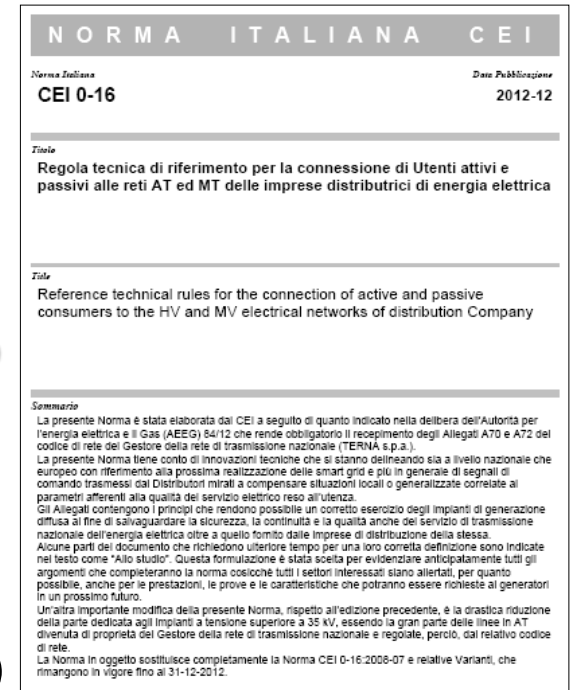 NORMA ITALIANA CEI
Norma Italiana
Data Pubblicazione
CEI 0-16
2012-12
Titolo
Regola tecnica di riferimento per la connessione di Utenti attivi e
passivi alle reti AT ed MT delle imprese distributrici di energia elettrica
Title
Reference technical rules for the connection of active and passive
consumers to the HV and MV electrical networks of distribution Company
Sommario
La presente Norma è stata elaborata dal CEI a seguito di quanto indicato nella delibera dell'Autorità per
l'energia elettrica e il Gas (AEEG) 84/12 che rende obbligatorio il recepimento degli Allegati A70 e A72 del
codice di rete del Gestore della rete di trasmissione nazionale (TERNA s.p.a.).
La presente Norma tiene conto di innovazioni tecniche che si stanno delineando sia a livello nazionale che
europeo con riferimento alla prossima realizzazione delle smart grid e più in generale di segnali di
comando trasmessi dai Distributori mirati a compensare situazioni locali o generalizzate correlate ai
parametri afferenti alla qualità del servizio elettrico reso all'utenza.
Gli Allegati contengono i principi che rendono possibile un corretto esercizio degli impianti di generazione
diffusa al fine di salvaguardare la sicurezza, la continuità e la qualità anche del servizio di trasmissione
nazionale dell'energia elettrica oltre a quello fornito dalle imprese di distribuzione della stessa.
Alcune parti del documento che richiedono ulteriore tempo per una loro corretta definizione sono indicate
nel testo come "Allo studio". Questa formulazione è stata scelta per evidenziare anticipatamente tutti gli
argomenti che completeranno la norma cosicchè tutti i settori interessati siano allertati, per quanto
possibile, anche per le prestazioni, le prove e le caratteristiche che potranno essere richieste ai generatori
in un prossimo futuro.
Un'altra importante modifica della presente Norma, rispetto all'edizione precedente, è la drastica riduzione
della parte dedicata agli impianti a tensione superiore a 35 kV, essendo la gran parte delle linee in AT
divenuta di proprietà del Gestore della rete di trasmissione nazionale e regolate, perciò, dal relativo codice
di rete.
La Norma in oggetto sostituisce completamente la Norma CEI 0-16:2008-07 e relative Varianti, che
rimangono in vigore fino al 31-12-2012.